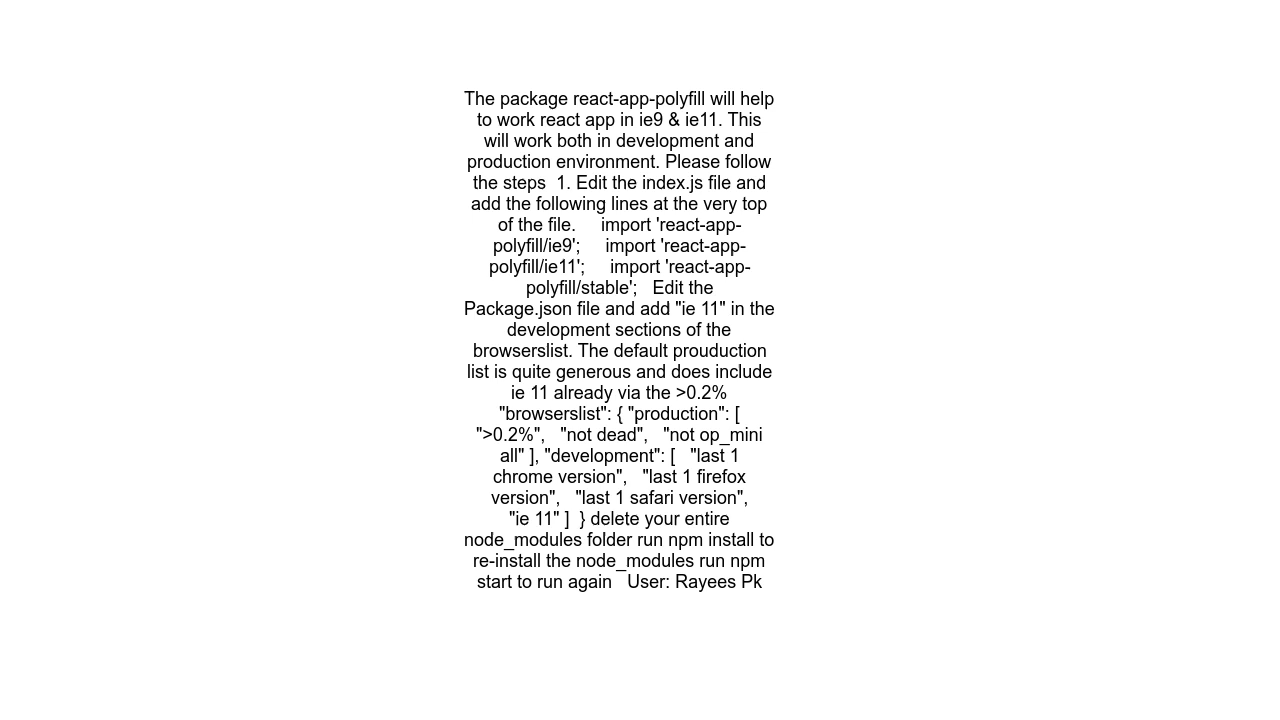 The package react-app-polyfill will help
to work react app in ie9 & ie11. This
will work both in development and
production environment. Please follow
the steps  1. Edit the index.js file and
add the following lines at the very top
of the file.     import 'react-app-
polyfill/ie9';     import 'react-app-
polyfill/ie11';     import 'react-app-
polyfill/stable';   Edit the
Package.json file and add "ie 11" in the
development sections of the
browserslist. The default prouduction
list is quite generous and does include
ie 11 already via the >0.2%
"browserslist": { "production": [
">0.2%",   "not dead",   "not op_mini
all" ], "development": [   "last 1
chrome version",   "last 1 firefox
version",   "last 1 safari version",
"ie 11" ]  } delete your entire
node_modules folder run npm install to
re-install the node_modules run npm
start to run again   User: Rayees Pk